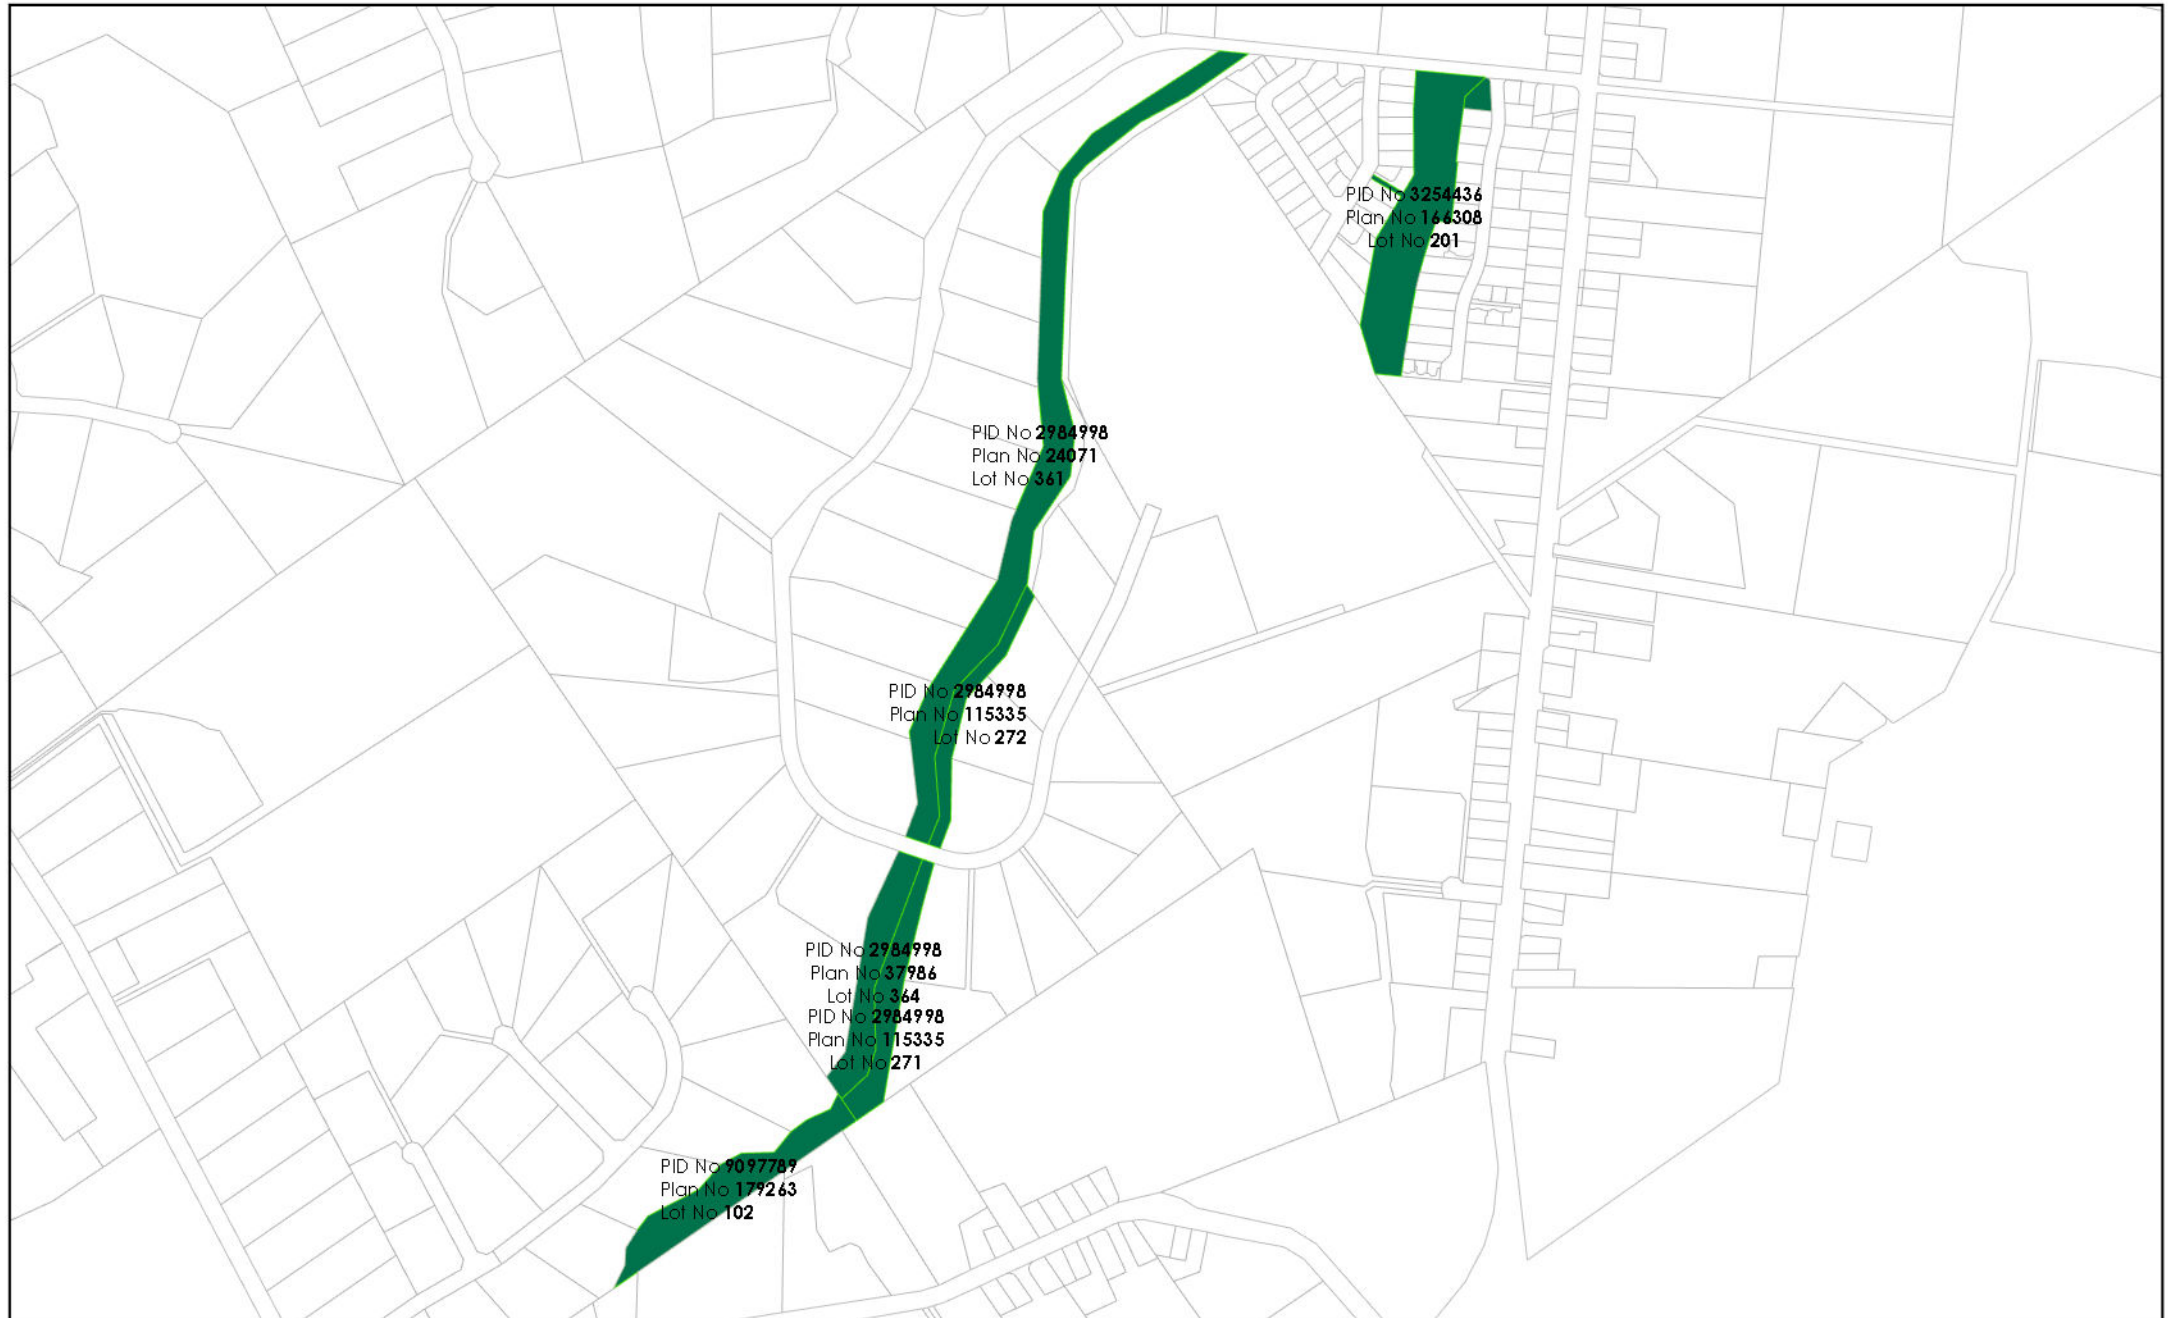 PID No 3254436
Plan No 166308
Lot No 201
PID No 2984998
Plan No 24071
Lot No 361
PID No 2984998
Plan No 115335
Lot No 272
PID No 2984998
Plan No 37986
Lot No 364
PID No 2984998
Plan No 115335
Lot No 271
PID No 9097789
Plan No 179263
Lot No 102